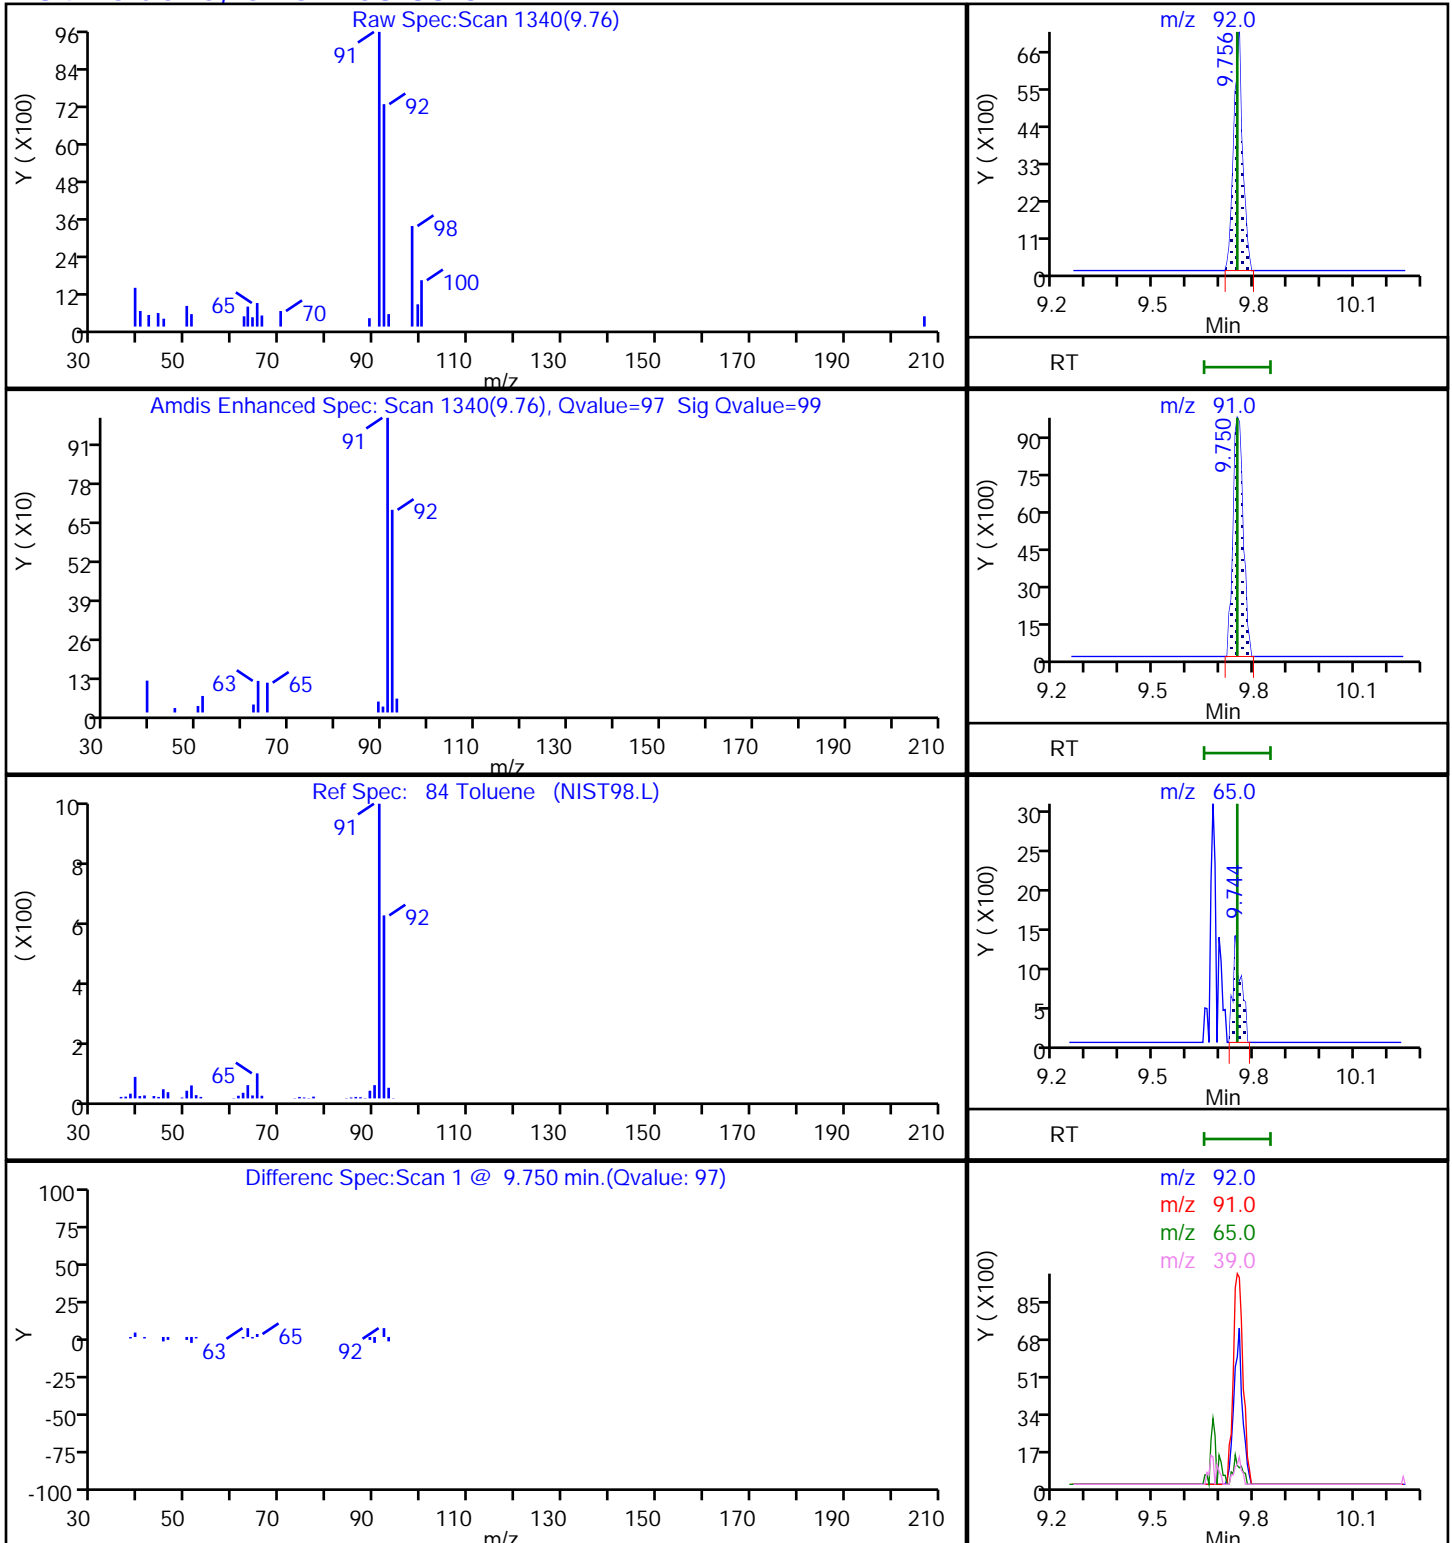 Raw Spec:Scan 1340(9.76)
96
84
72
60
48
36
24
12
0
Y ( X100)
91
92
98
100
65
70
30 50 70 90 110 130 150 170 190 210
m/z
m/z 92.0
66
55
44
33
22
11
0
Y ( X100)
9.756
9.2 9.5 9.8 10.1
Min
RT
Amdis Enhanced Spec: Scan 1340(9.76), Qvalue=97 Sig Qvalue=99
91
78
65
52
39
26
13
0
Y ( X10)
91
92
63
65
30 50 70 90 110 130 150 170 190 210
m/z
m/z 91.0
90
75
60
45
30
15
0
Y ( X100)
9.750
9.2 9.5 9.8 10.1
Min
RT
Ref Spec: 84 Toluene (NIST98.L)
10
8
6
4
2
0
( X100)
91
92
65
30 50 70 90 110 130 150 170 190 210
m/z 65.0
30
25
20
15
10
5
0
Y ( X100)
9.744
9.2 9.5 9.8 10.1
Min
RT
Differenc Spec:Scan 1 @ 9.750 min.(Qvalue: 97)
100
75
50
25
0
-25
-50
-75
-100
Y
63
65
92
30 50 70 90 110 130 150 170 190 210
m/z
m/z 92.0
m/z 91.0
m/z 65.0
m/z 39.0
85
68
51
34
17
0
Y ( X100)
9.2 9.5 9.8 10.1
Min